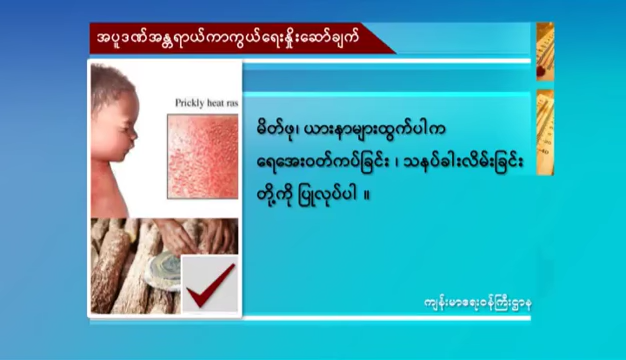 အပူဒဏ်အန္တရာယ်ကာကွယ်ရေးနှိုးဆော်ချက်
Prickly heat ras
မိတ်ဖု၊ ယားနာများထွက်ပါက
ရေအေးဝတ်ကပ်ခြင်း ၊ သနပ်ခါးလိမ်းခြင်း
တို့ကို ပြုလုပ်ပါ ။
ကျန်းမာရေးဝန်ကြီးဌာန